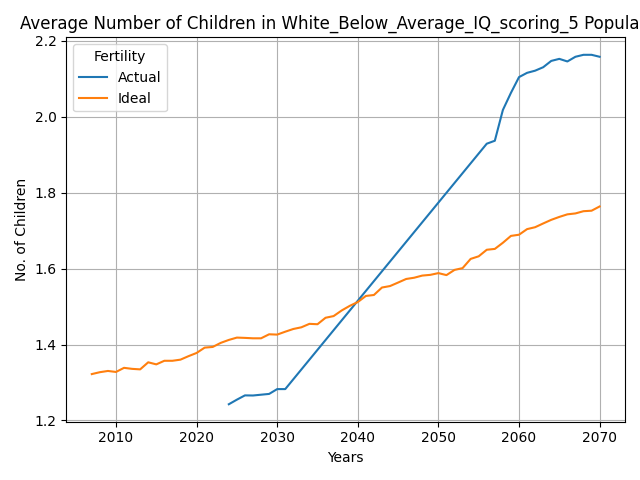 Average Number of Children in White_Below_Average_IQ_scoring_5 Popula
Fertility
Actual
Ideal
2.2
2.0
1.8
1.6
1.4
1.2
No. of Children
2010 2020 2030 2040 2050 2060 2070
Years